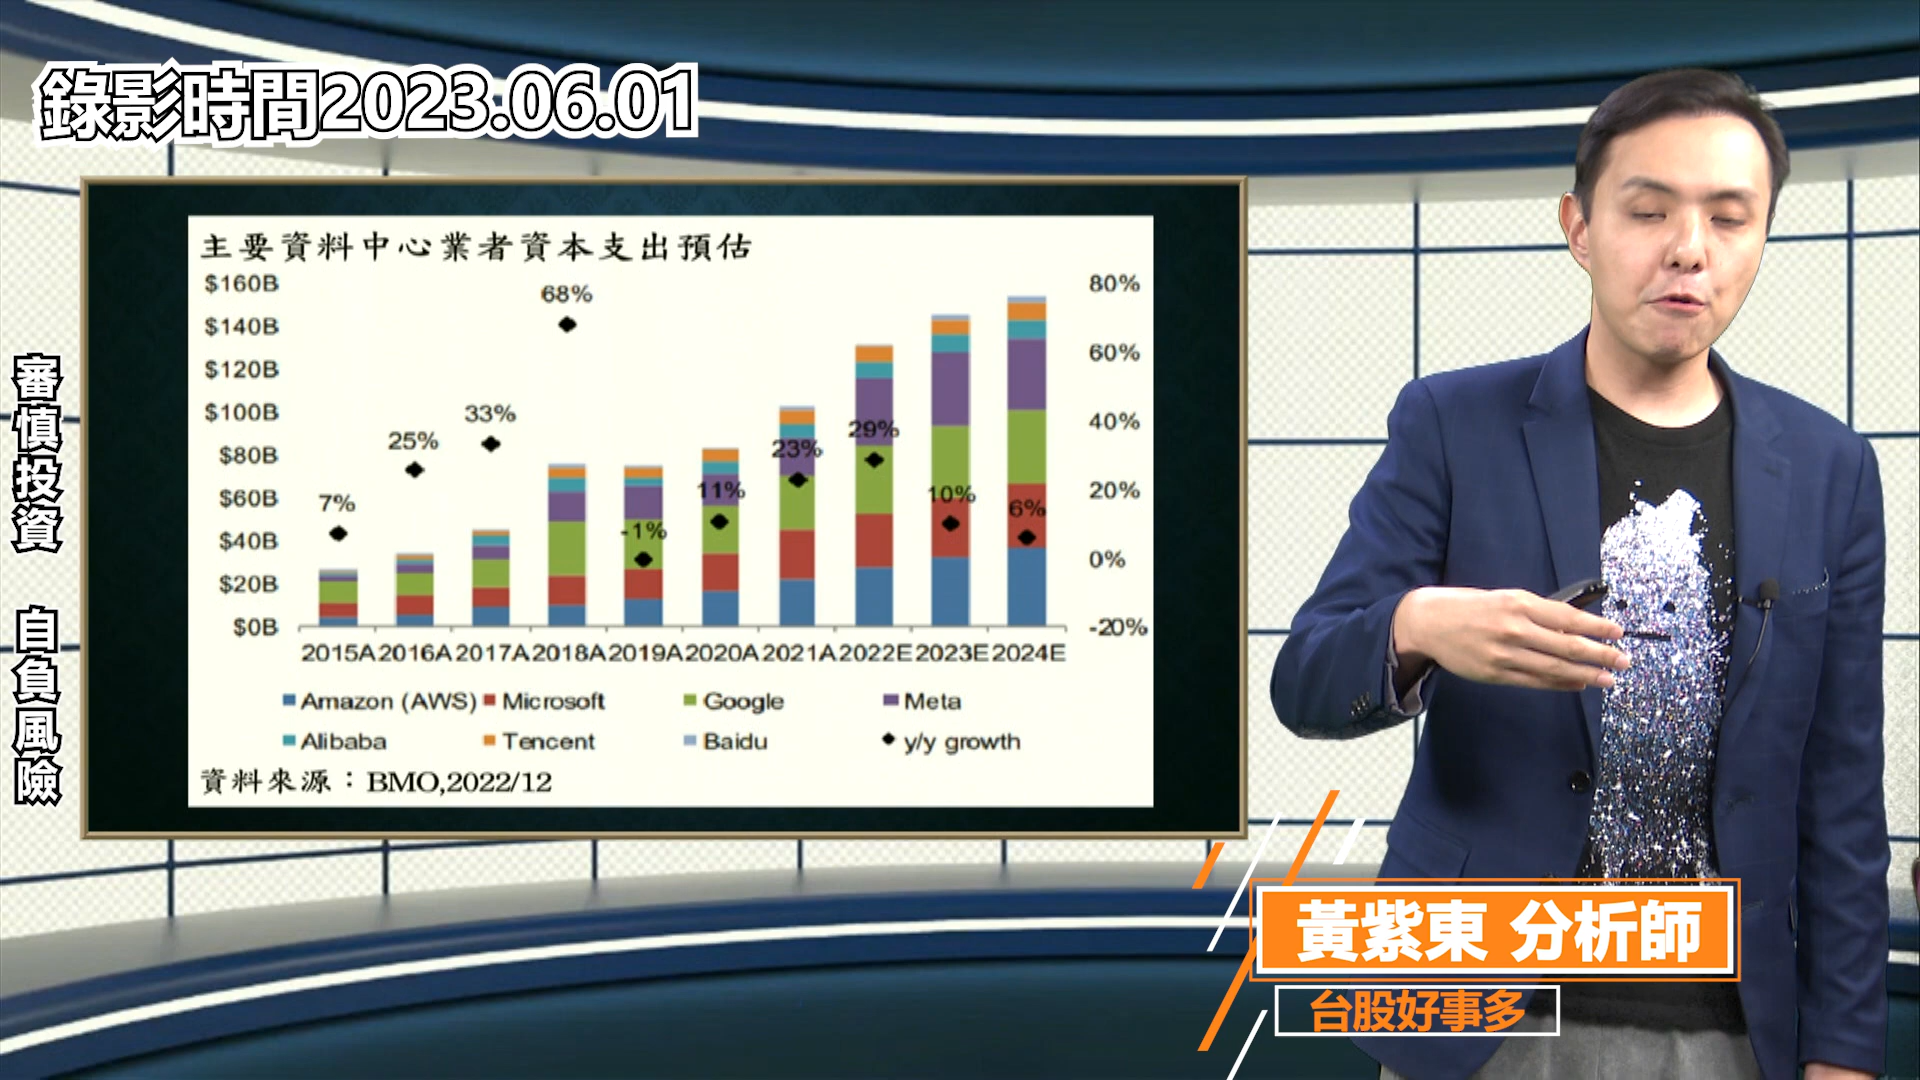 錄影時間2023.06.01
審慎投資 自負風險
主要資料中心業者資本支出預估
$160B
$140B
$120B
$100B
$80B
$60B
$40B
$20B
$0B
80%
60%
40%
20%
0%
-20%
7%
25%
33%
68%
-1%
11%
23%
29%
10%
6%
2015A 2016A 2017A 2018A 2019A 2020A 2021A 2022E 2023E 2024E
Amazon (AWS) Microsoft Google Meta
Alibaba Tencent Baidu y/y growth
資料來源：BMO,2022/12
黃紫東 分析師
台股好事多